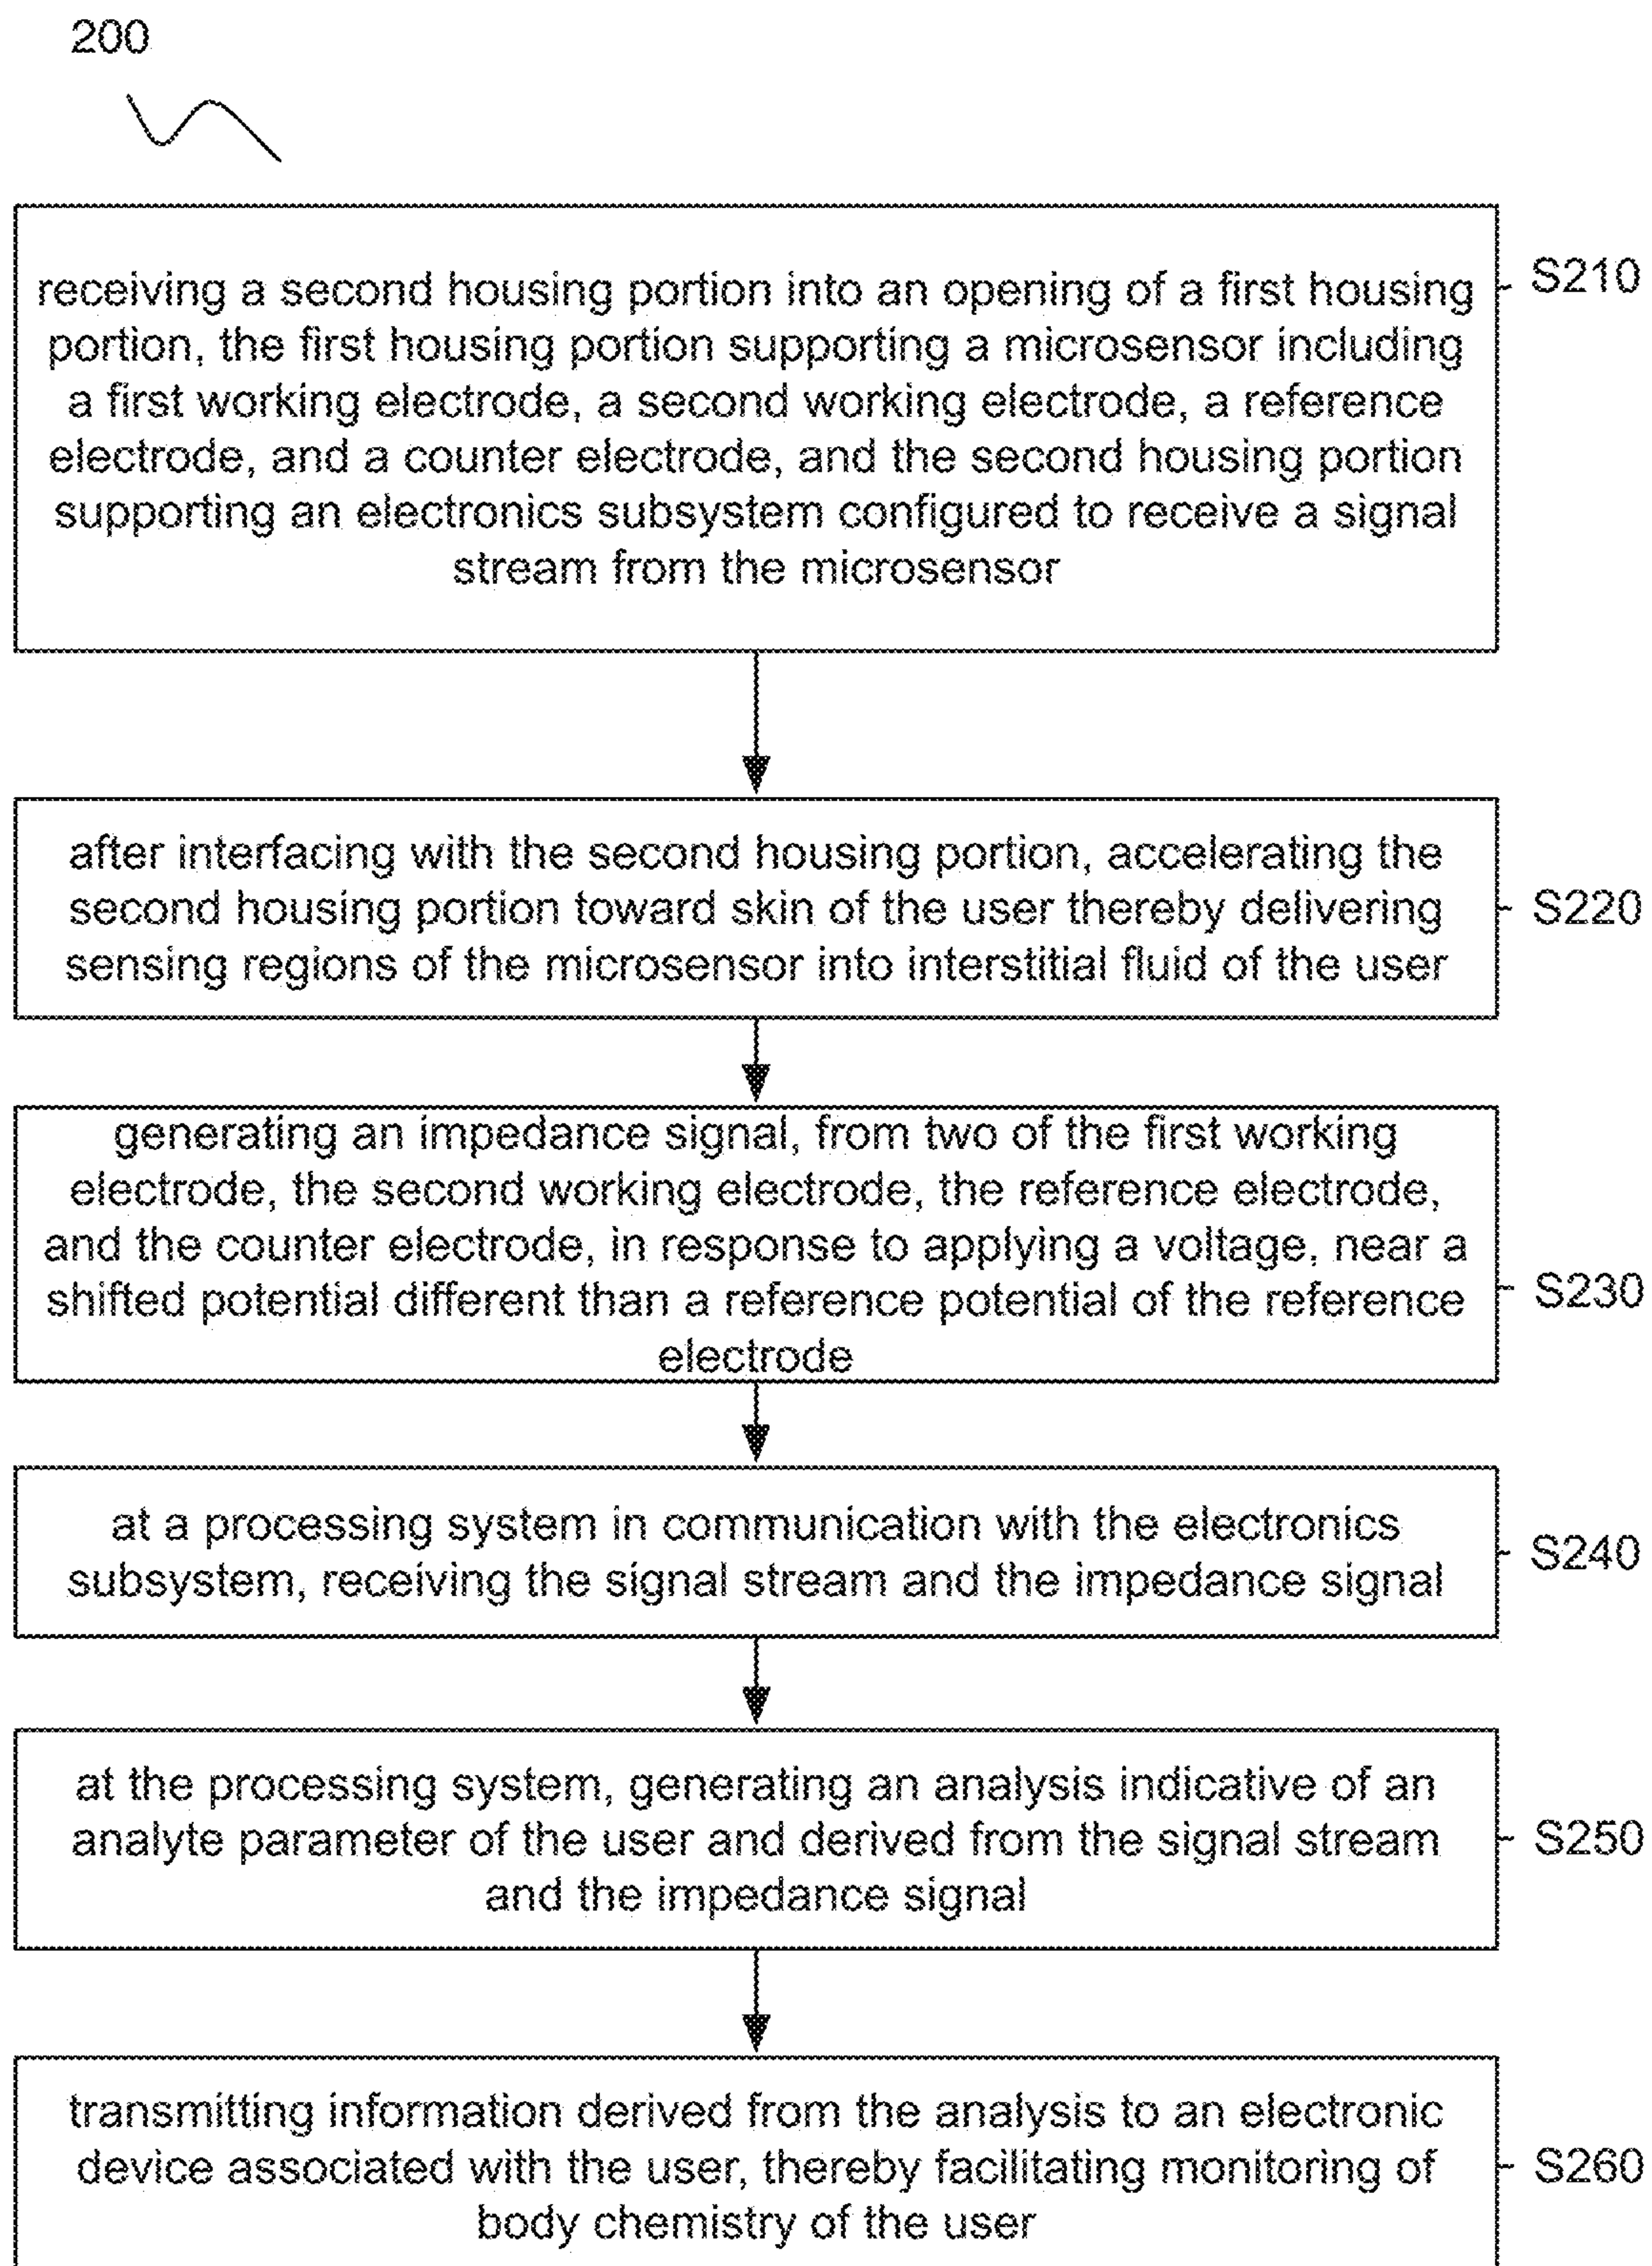 200
receiving a second housing portion into an opening of a first housing
portion, the first housing portion supporting a microsensor including
a first working electrode, a second working electrode, a reference
electrode, and a counter electrode, and the second housing portion
supporting an electronics subsystem configured to receive a signal
stream from the microsensor
S210
after interfacing with the second housing portion, accelerating the
second housing portion toward skin of the user thereby delivering
sensing regions of the microsensor into interstitial fluid of the user
S220
generating an impedance signal, from two of the first working
electrode, the second working electrode, the reference electrode,
and the counter electrode, in response to applying a voltage, near a
shifted potential different than a reference potential of the reference
electrode
S230
at a processing system in communication with the electronics
subsystem, receiving the signal stream and the impedance signal
S240
at the processing system, generating an analysis indicative of an
analyte parameter of the user and derived from the signal stream
and the impedance signal
S250
transmitting information derived from the analysis to an electronic
device associated with the user, thereby facilitating monitoring of
body chemistry of the user
S260